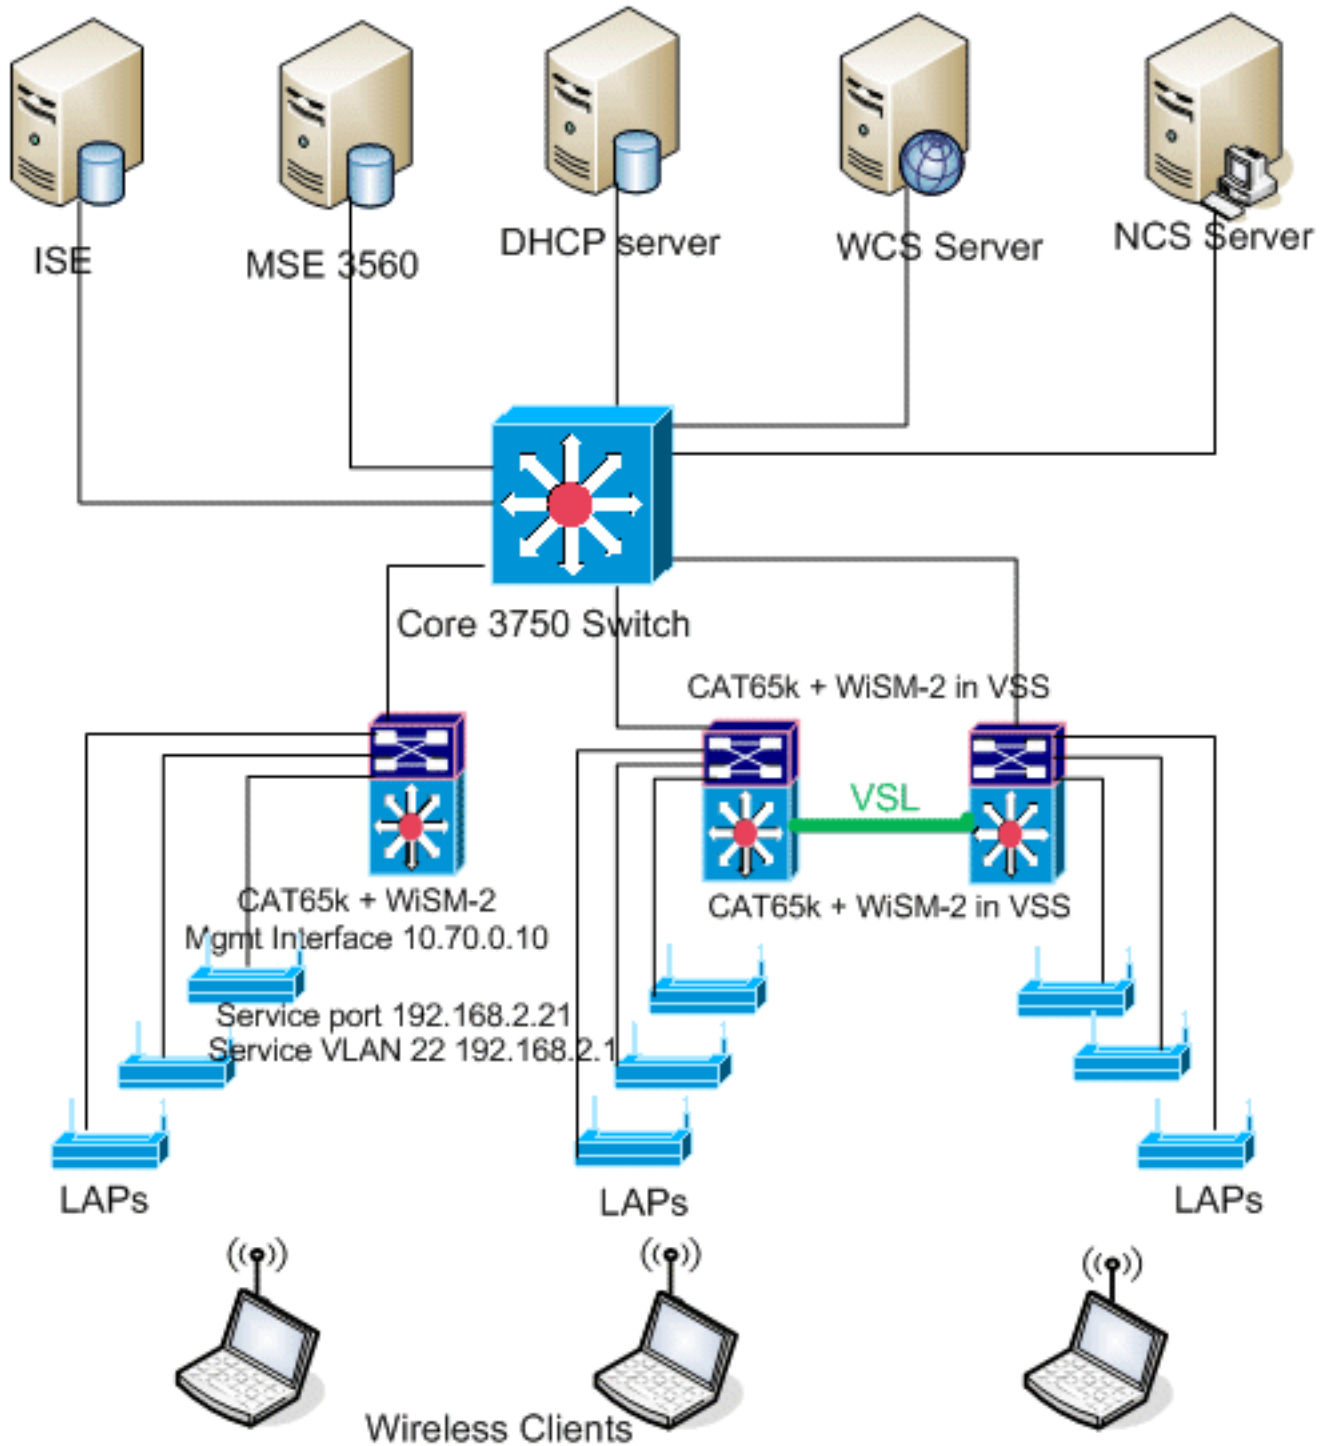 ISE
MSE 3560
DHCP server
WCS Server
NCS Server
Core 3750 Switch
CAT65k + WiSM-2 in VSS
VSL
CAT65k + WiSM-2
Mgmt Interface 10.70.0.10
CAT65k + WiSM-2 in VSS
Service port 192.168.2.21
Service VLAN 22 192.168.2.1
LAPs
LAPs
LAPs
Wireless Clients